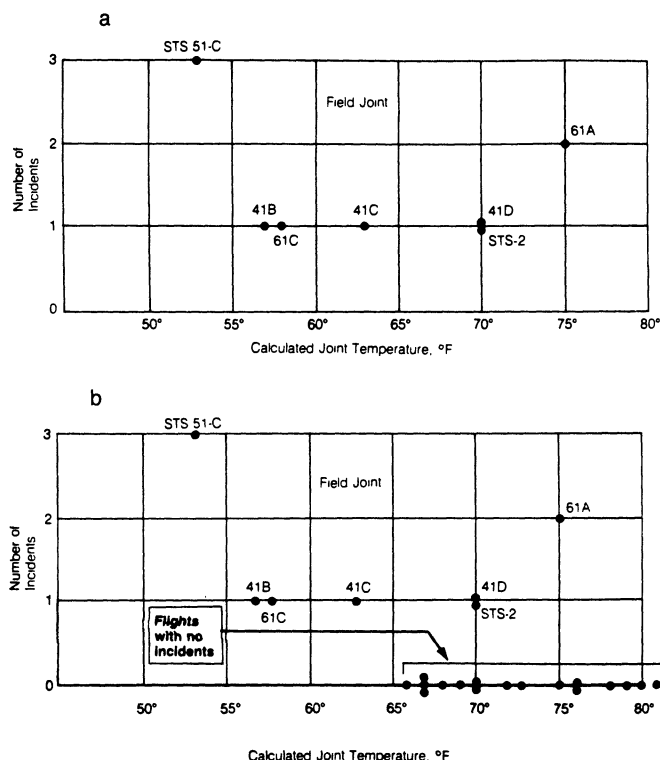 a
STS 51-C
3
Field Joint
61A
2
Number of
Incidents
41B
41C
41D
1
61C
STS-2
0
50° 55° 60° 65° 70° 75° 80°
Calculated Joint Temperature, °F
b
STS 51-C
3
Field Joint
61A
2
Number of
Incidents
41B
41C
41D
1
61C
STS-2
Flights
with no
incidents
0
50° 55° 60° 65° 70° 75° 80
Calculated Joint Temperature, °F